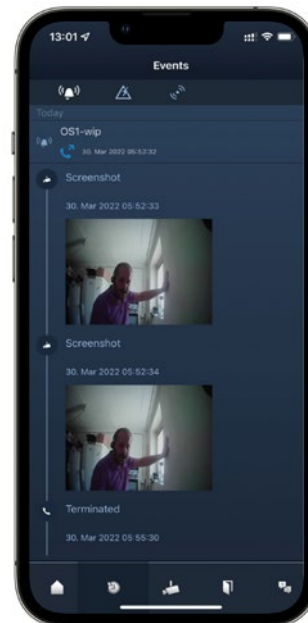 13:01
Events
Today
OS1-wip
30. Mar 2022 05:52:32
Screenshot
30. Mar 2022 05:52:33
Screenshot
30. Mar 2022 05:52:34
Terminated
30. Mar 2022 05:55:30